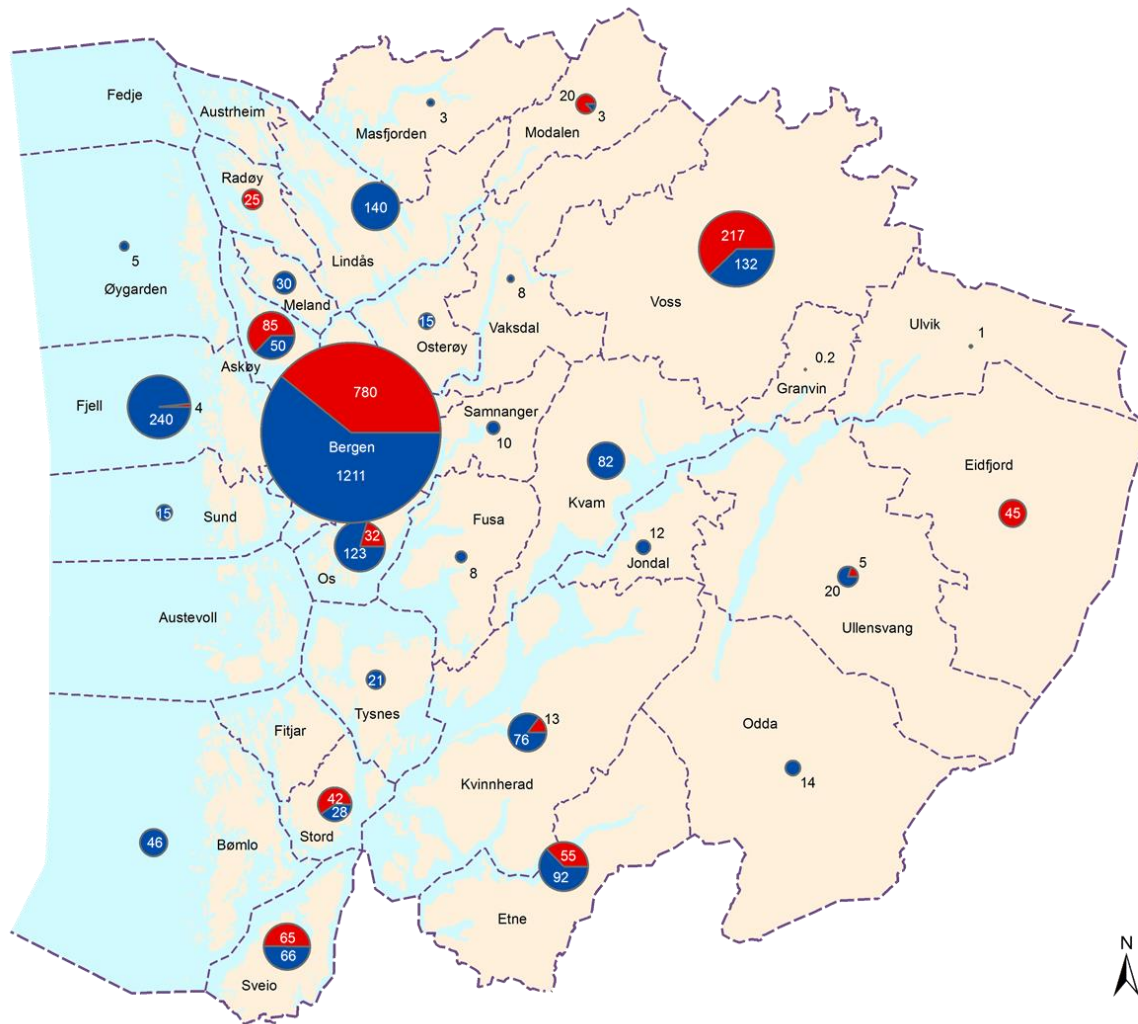 Fedje
Austrheim
Masfjorden
3
20
3
Modalen
Radøy
25
140
Lindås
5
Øygarden
30
Meland
217
132
Voss
8
Vaksdal
15
Osterøy
Ulvik
1
0.2
Granvin
85
50
Askøy
Fjell
240
4
780
Bergen
1211
Samnanger
10
82
Kvam
Eidfjord
45
15
Sund
32
123
Os
Fusa
8
12
Jondal
5
20
Ullensvang
Austevoll
21
Tysnes
Fitjar
13
76
Kvinnherad
Odda
14
42
28
Stord
46
Bømlo
55
92
Etne
65
66
Sveio
N